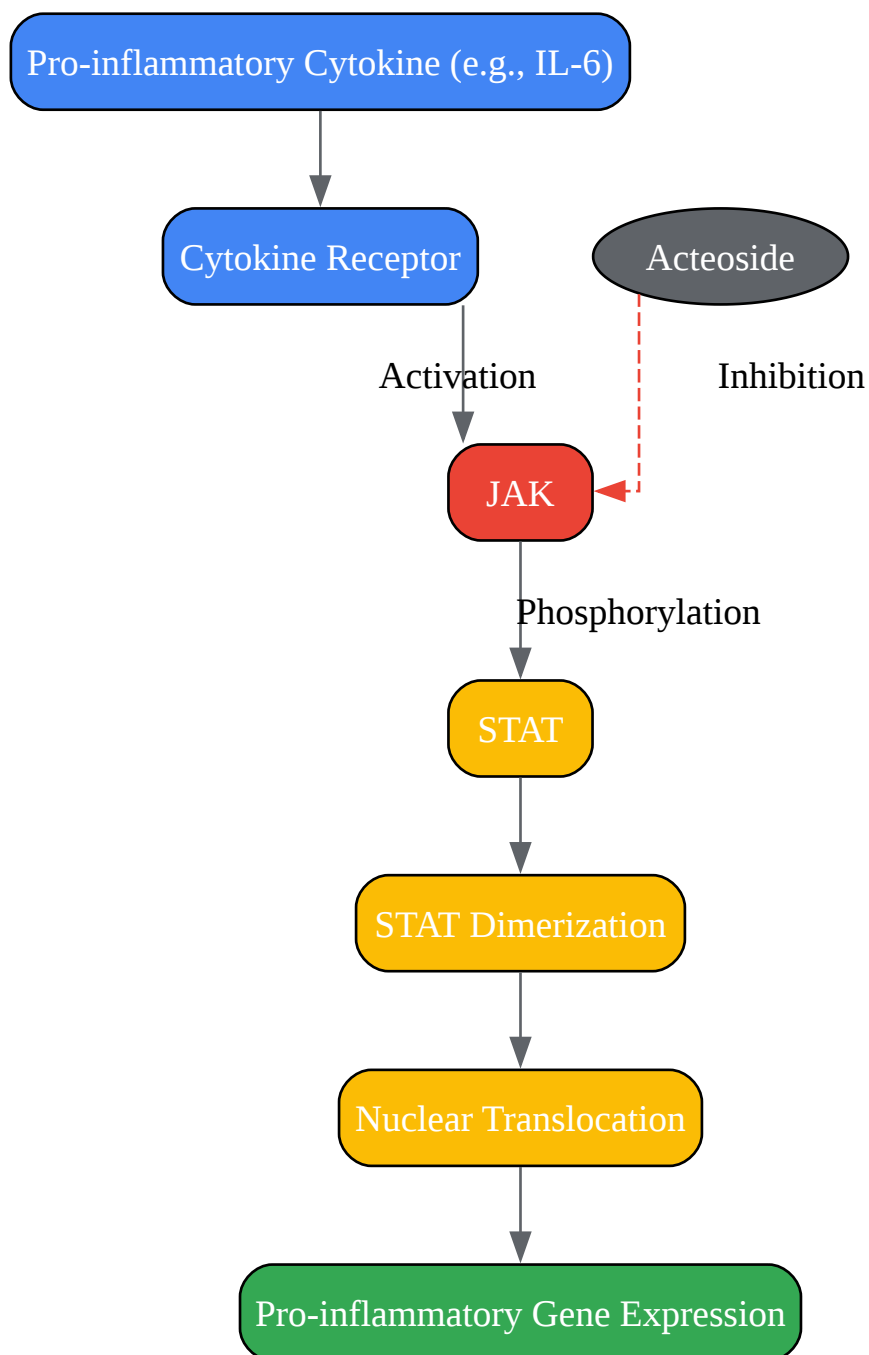 Pro-inflammatory Cytokine (e.g., IL-6)
Cytokine Receptor
Acteoside
Activation
Inhibition
JAK
Phosphorylation
STAT
STAT Dimerization
Nuclear Translocation
Pro-inflammatory Gene Expression